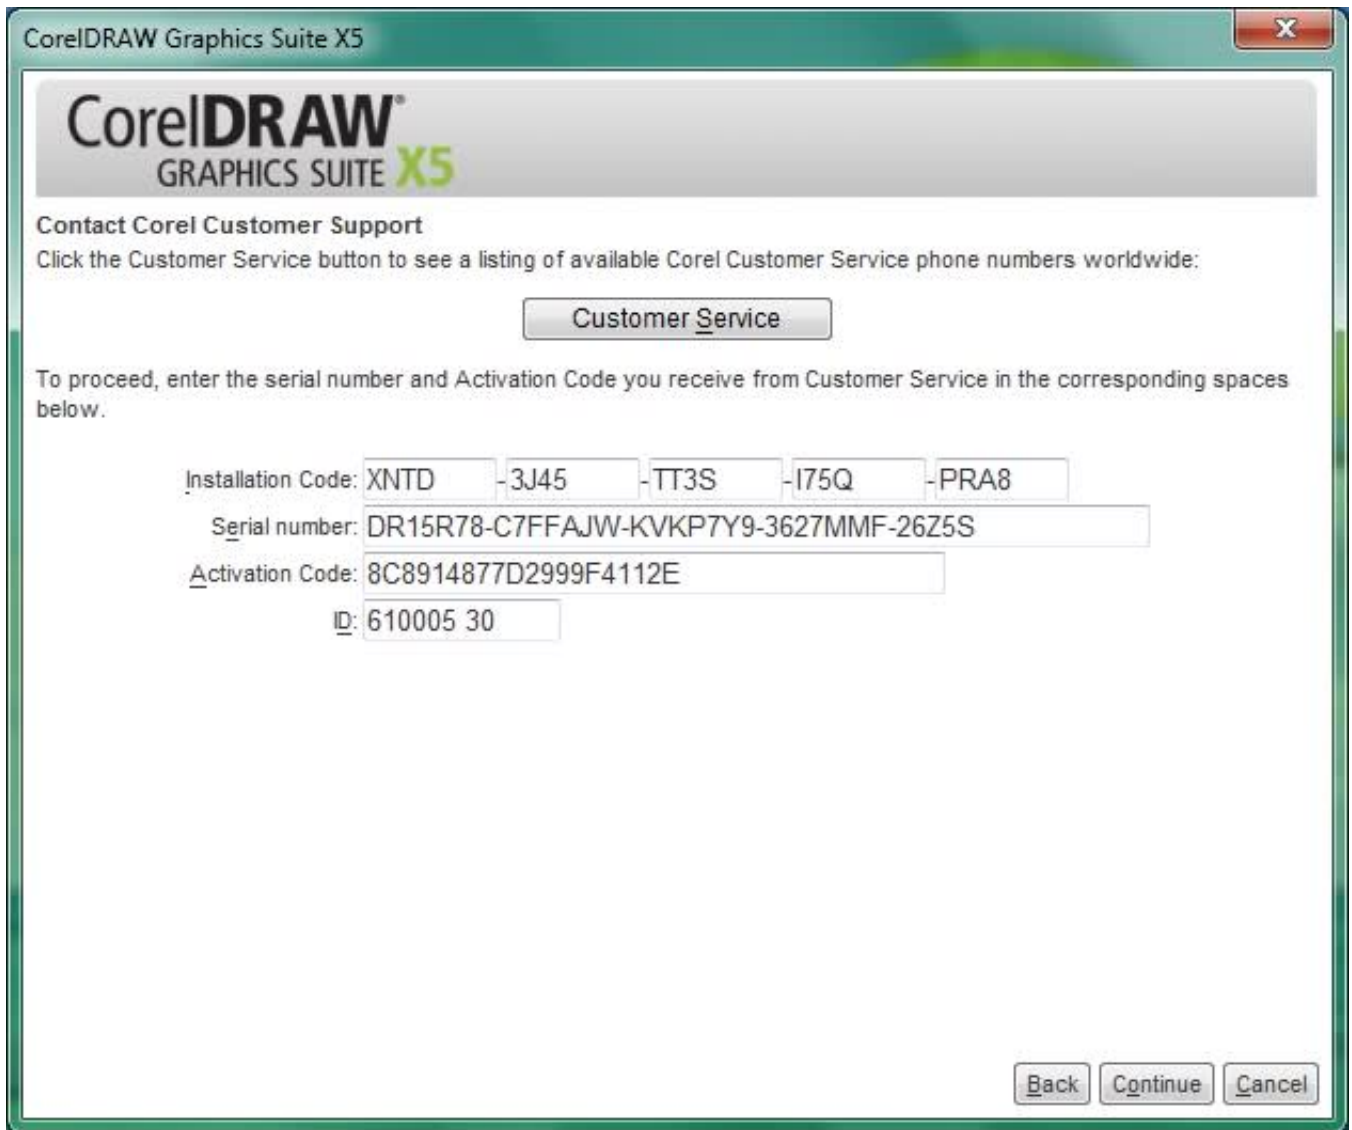 CorelDRAW Graphics Suite X5
X
CorelDRAW®
GRAPHICS SUITE X5
Contact Corel Customer Support
Click the Customer Service button to see a listing of available Corel Customer Service phone numbers worldwide:
Customer Service
To proceed, enter the serial number and Activation Code you receive from Customer Service in the corresponding spaces
below.
Installation Code: XNTD -3J45 -TT3S -I75Q -PRA8
Serial number: DR15R78-C7FFAJW-KVKP7Y9-3627MMF-26Z5S
Activation Code: 8C8914877D2999F4112E
ID: 610005 30
Back Continue Cancel